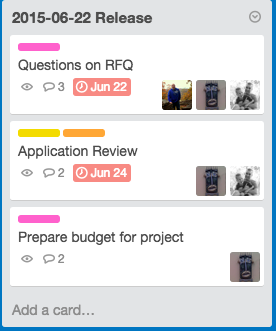 2015-06-22 Release
Questions on RFQ
3 Jun 22
Application Review
2 Jun 24
Prepare budget for project
2
Add a card…